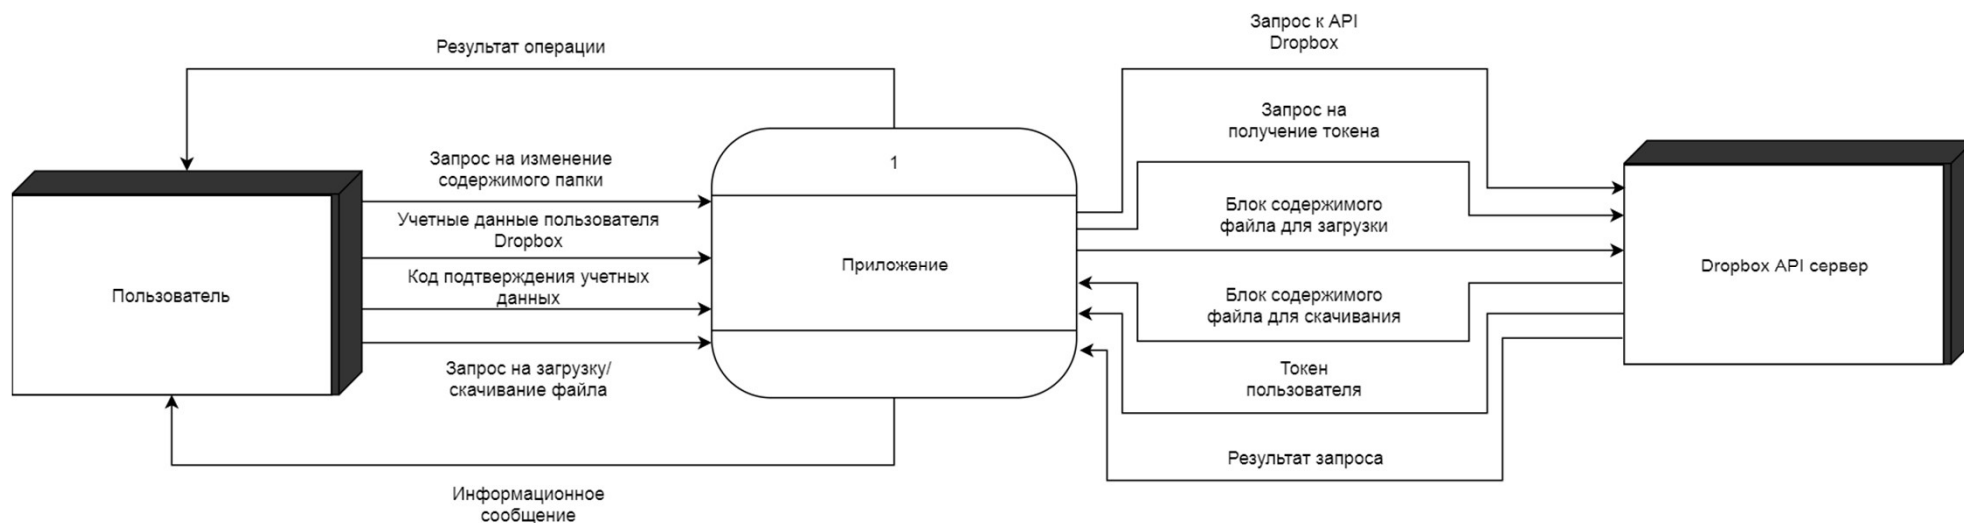 Запрос к API
Dropbox
Результат операции
Запрос на
получение токена
1
Запрос на изменение
содержимого папки
Учетные данные пользователя
Dropbox
Блок содержимого
файла для загрузки
Приложение
Dropbox API сервер
Код подтверждения учетных
данных
Пользователь
Блок содержимого
файла для скачивания
Запрос на загрузку/
скачивание файла
Токен
пользователя
Результат запроса
Информационное
сообщение